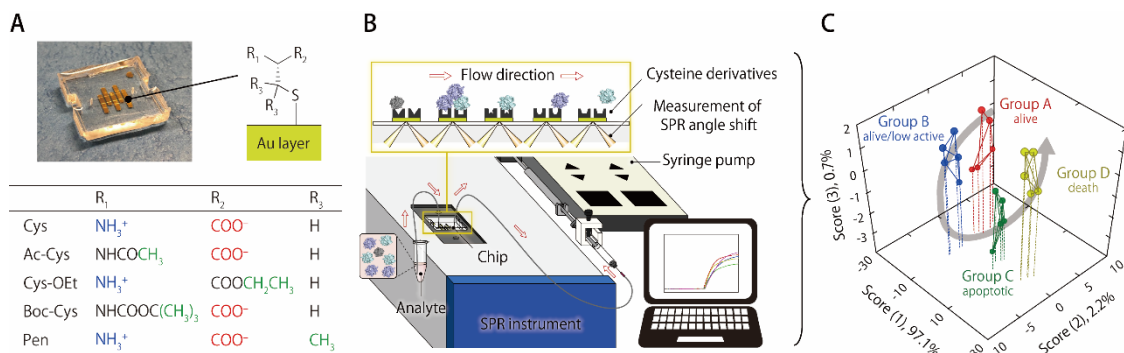 A
R₁
R₂
R₃
R₃
S
Au layer
R₁ R₂ R₃
Cys NH₃⁺ COO⁻ H
Ac-Cys NHCOCH₃ COO⁻ H
Cys-OEt NH₃⁺ COOCH₂CH₃ H
Boc-Cys NHCOOC(CH₃)₃ COO⁻ H
Pen NH₃⁺ COO⁻ CH₃
B
Flow direction
Cysteine derivatives
Measurement of
SPR angle shift
Syringe pump
Chip
Analyte
SPR instrument
C
Group A
alive
Group B
alive/low active
Group D
death
Group C
apoptotic
Score (3), 0.7%
2
1
0
-1
-2
-3
Score (1), 97.1%
-30
-10
10
30
Score (2), 2.2%
-10
-5
0
5
10